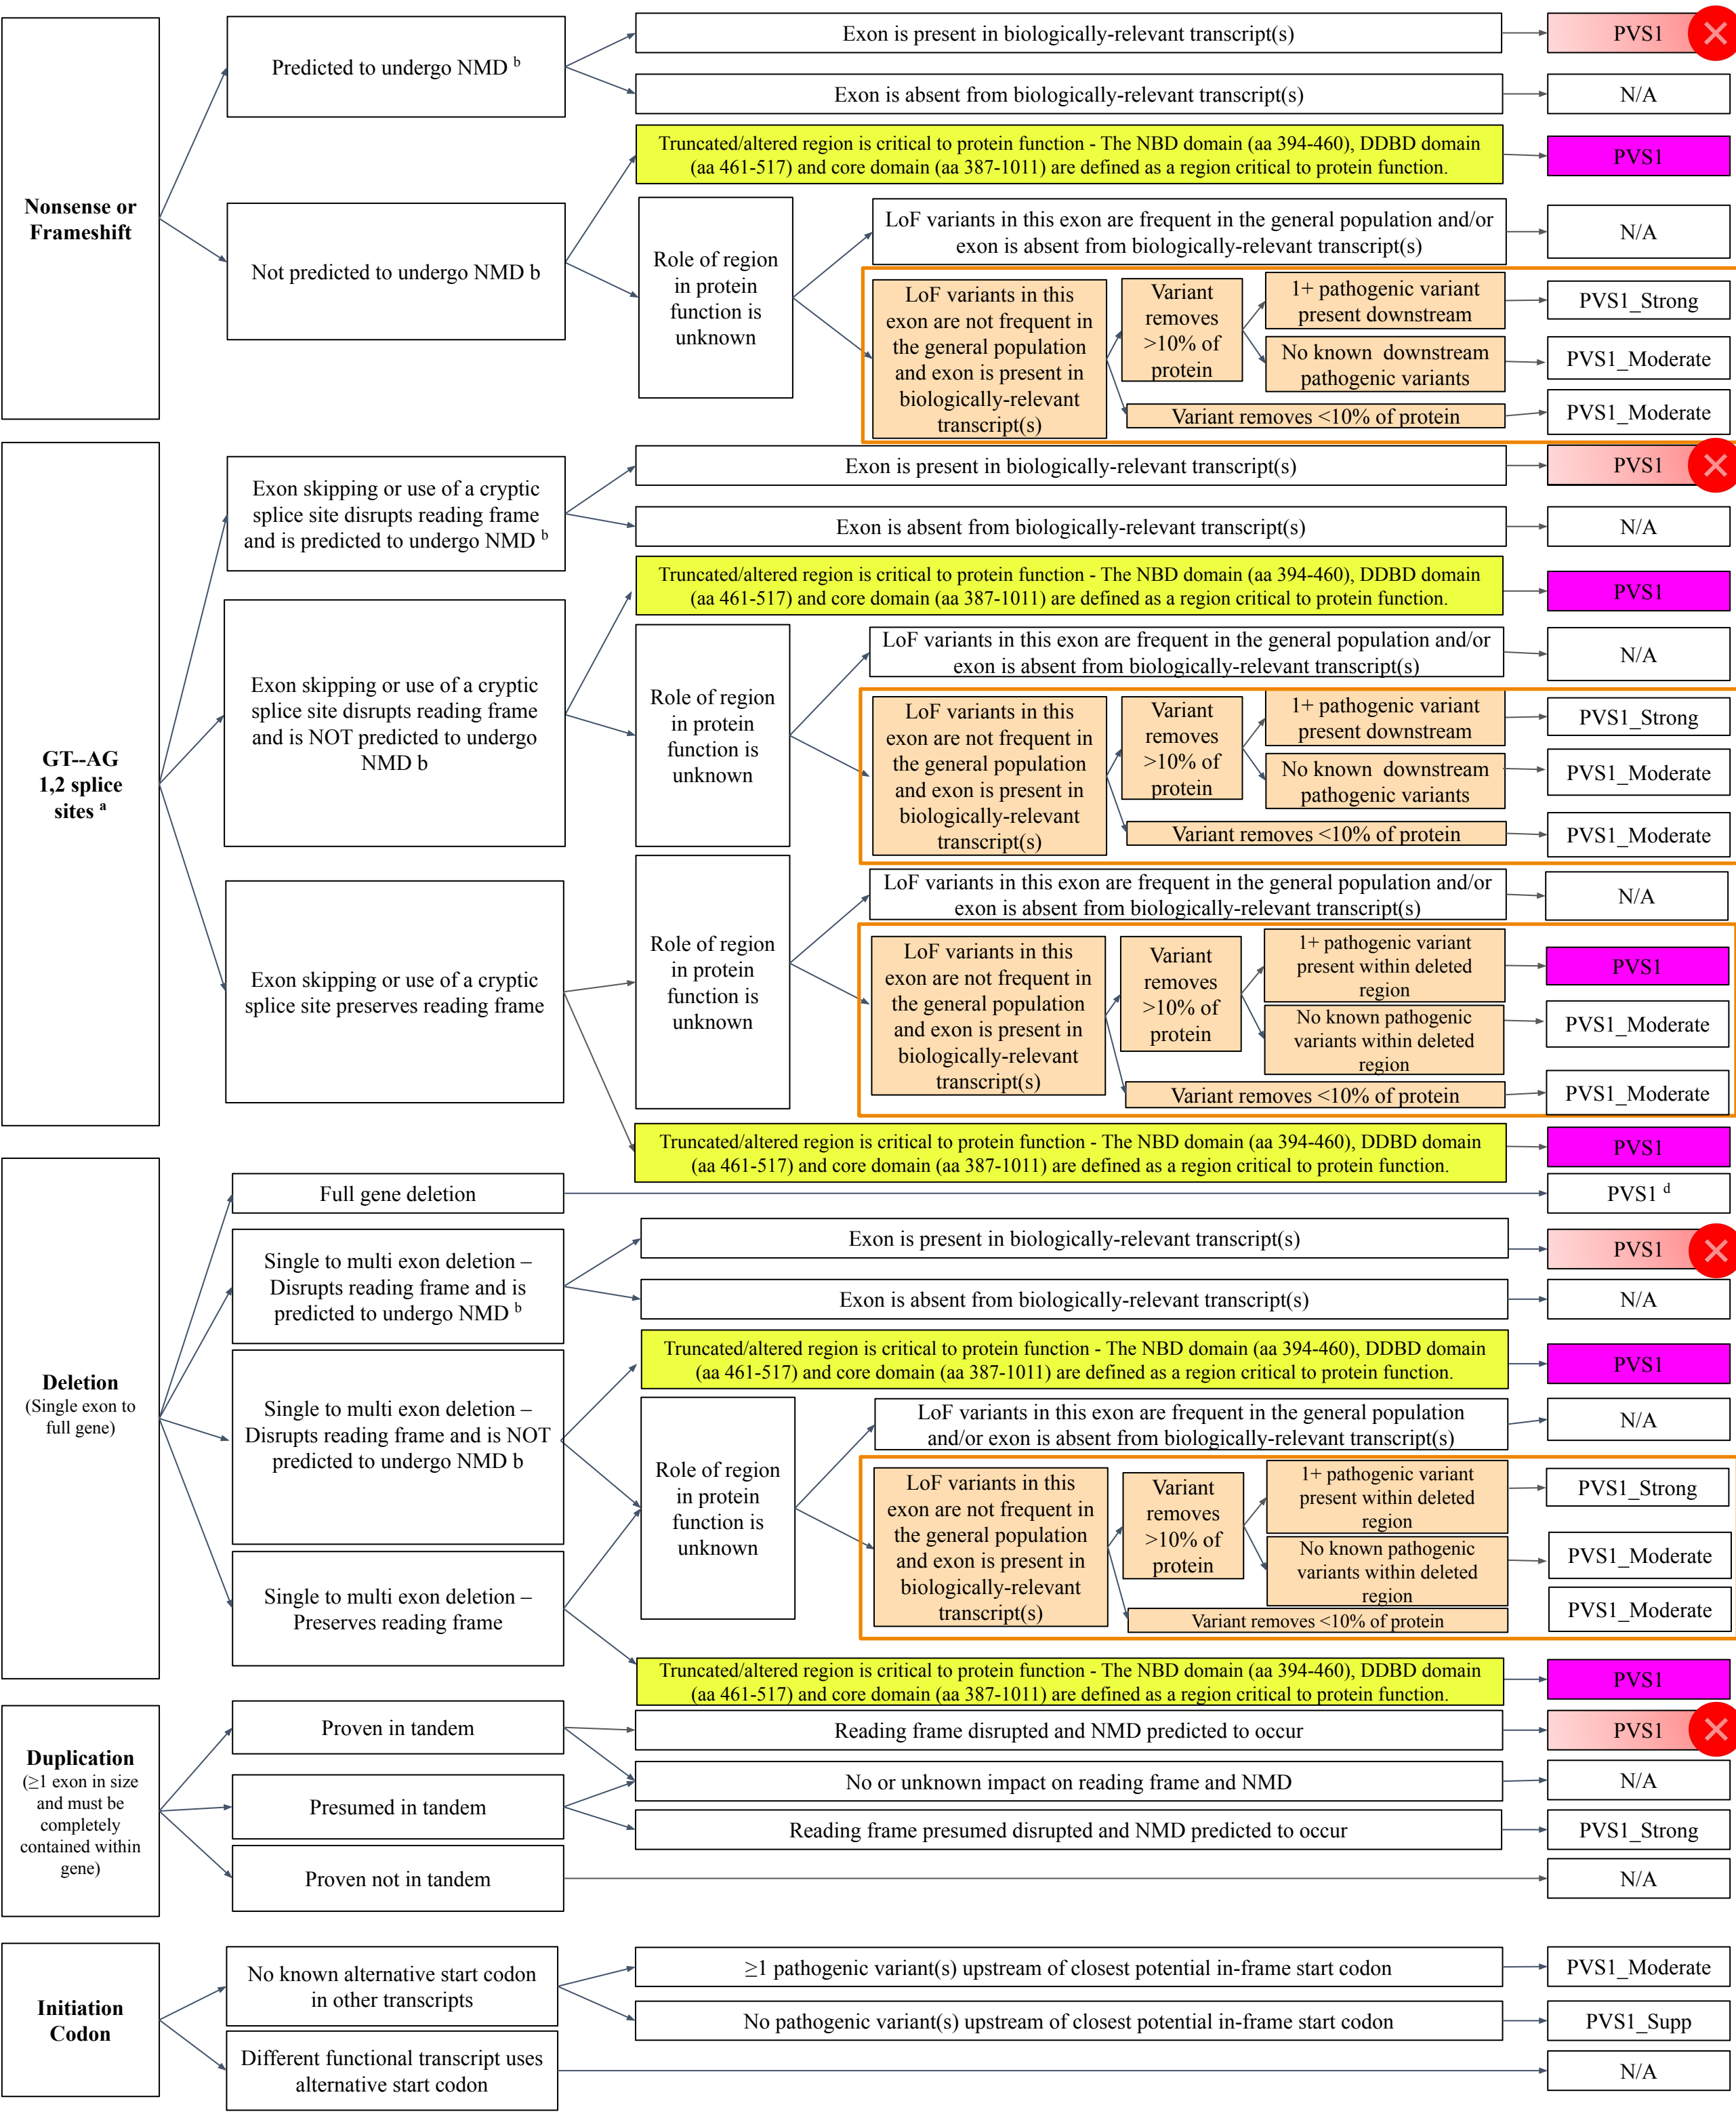 Nonsense or
Frameshift
Predicted to undergo NMD b
Exon is present in biologically-relevant transcript(s)
PVS1
Exon is absent from biologically-relevant transcript(s)
N/A
Not predicted to undergo NMD b
Truncated/altered region is critical to protein function - The NBD domain (aa 394-460), DDBD domain
(aa 461-517) and core domain (aa 387-1011) are defined as a region critical to protein function.
PVS1
Role of region
in protein
function is
unknown
LoF variants in this exon are frequent in the general population and/or
exon is absent from biologically-relevant transcript(s)
N/A
LoF variants in this
exon are not frequent in
the general population
and exon is present in
biologically-relevant
transcript(s)
Variant
removes
>10% of
protein
1+ pathogenic variant
present downstream
PVS1_Strong
No known downstream
pathogenic variants
PVS1_Moderate
Variant removes <10% of protein
PVS1_Moderate
GT--AG
1,2 splice
sites a
Exon skipping or use of a cryptic
splice site disrupts reading frame
and is predicted to undergo NMD b
Exon is present in biologically-relevant transcript(s)
PVS1
Exon is absent from biologically-relevant transcript(s)
N/A
Exon skipping or use of a cryptic
splice site disrupts reading frame
and is NOT predicted to undergo
NMD b
Truncated/altered region is critical to protein function - The NBD domain (aa 394-460), DDBD domain
(aa 461-517) and core domain (aa 387-1011) are defined as a region critical to protein function.
PVS1
Role of region
in protein
function is
unknown
LoF variants in this exon are frequent in the general population and/or
exon is absent from biologically-relevant transcript(s)
N/A
LoF variants in this
exon are not frequent in
the general population
and exon is present in
biologically-relevant
transcript(s)
Variant
removes
>10% of
protein
1+ pathogenic variant
present downstream
PVS1_Strong
No known downstream
pathogenic variants
PVS1_Moderate
Variant removes <10% of protein
PVS1_Moderate
Exon skipping or use of a cryptic
splice site preserves reading frame
Role of region
in protein
function is
unknown
LoF variants in this exon are frequent in the general population and/or
exon is absent from biologically-relevant transcript(s)
N/A
LoF variants in this
exon are not frequent in
the general population
and exon is present in
biologically-relevant
transcript(s)
Variant
removes
>10% of
protein
1+ pathogenic variant
present within deleted
region
PVS1
No known pathogenic
variants within deleted
region
PVS1_Moderate
Variant removes <10% of protein
PVS1_Moderate
Truncated/altered region is critical to protein function - The NBD domain (aa 394-460), DDBD domain
(aa 461-517) and core domain (aa 387-1011) are defined as a region critical to protein function.
PVS1
Deletion
(Single exon to
full gene)
Full gene deletion
PVS1 d
Single to multi exon deletion –
Disrupts reading frame and is
predicted to undergo NMD b
Exon is present in biologically-relevant transcript(s)
PVS1
Exon is absent from biologically-relevant transcript(s)
N/A
Single to multi exon deletion –
Disrupts reading frame and is NOT
predicted to undergo NMD b
Truncated/altered region is critical to protein function - The NBD domain (aa 394-460), DDBD domain
(aa 461-517) and core domain (aa 387-1011) are defined as a region critical to protein function.
PVS1
Role of region
in protein
function is
unknown
LoF variants in this exon are frequent in the general population
and/or exon is absent from biologically-relevant transcript(s)
N/A
LoF variants in this
exon are not frequent in
the general population
and exon is present in
biologically-relevant
transcript(s)
Variant
removes
>10% of
protein
1+ pathogenic variant
present within deleted
region
PVS1_Strong
No known pathogenic
variants within deleted
region
PVS1_Moderate
Variant removes <10% of protein
PVS1_Moderate
Single to multi exon deletion –
Preserves reading frame
Truncated/altered region is critical to protein function - The NBD domain (aa 394-460), DDBD domain
(aa 461-517) and core domain (aa 387-1011) are defined as a region critical to protein function.
PVS1
Duplication
(≥1 exon in size
and must be
completely
contained within
gene)
Proven in tandem
Reading frame disrupted and NMD predicted to occur
PVS1
No or unknown impact on reading frame and NMD
N/A
Presumed in tandem
Reading frame presumed disrupted and NMD predicted to occur
PVS1_Strong
Proven not in tandem
N/A
Initiation
Codon
No known alternative start codon
in other transcripts
≥1 pathogenic variant(s) upstream of closest potential in-frame start codon
PVS1_Moderate
No pathogenic variant(s) upstream of closest potential in-frame start codon
PVS1_Supp
Different functional transcript uses
alternative start codon
N/A